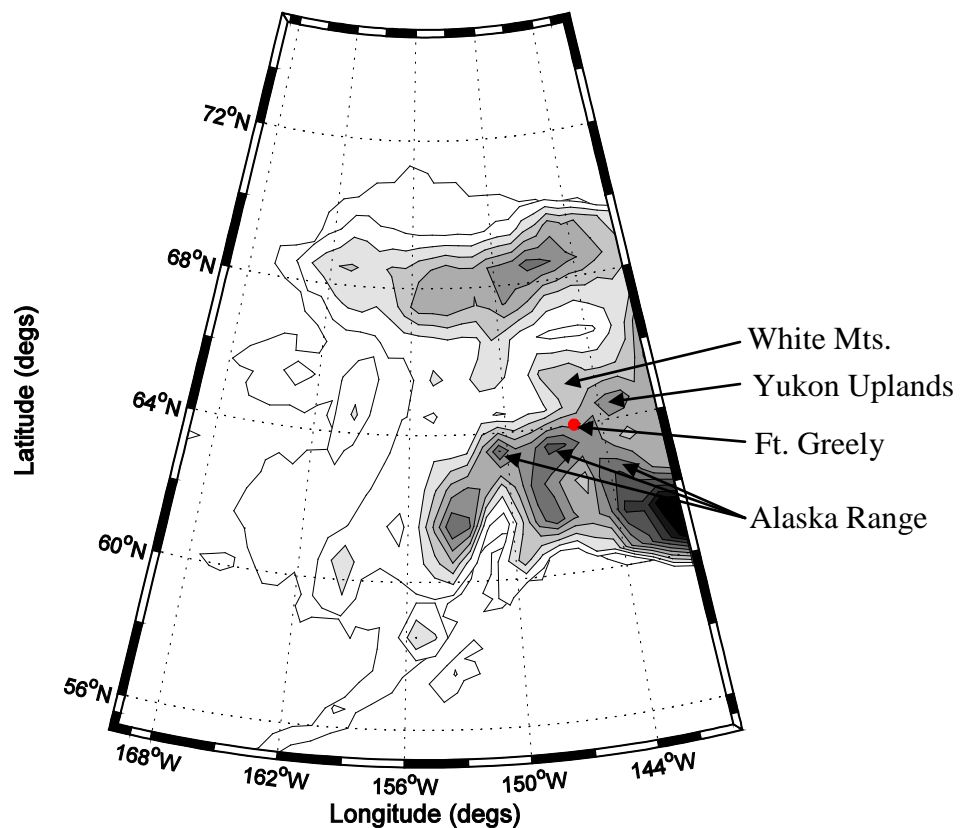 72°N
68°N
64°N
60°N
56°N
Latitude (degs)
White Mts.
Yukon Uplands
Ft. Greely
Alaska Range
168°W
162°W
156°W
150°W
144°W
Longitude (degs)